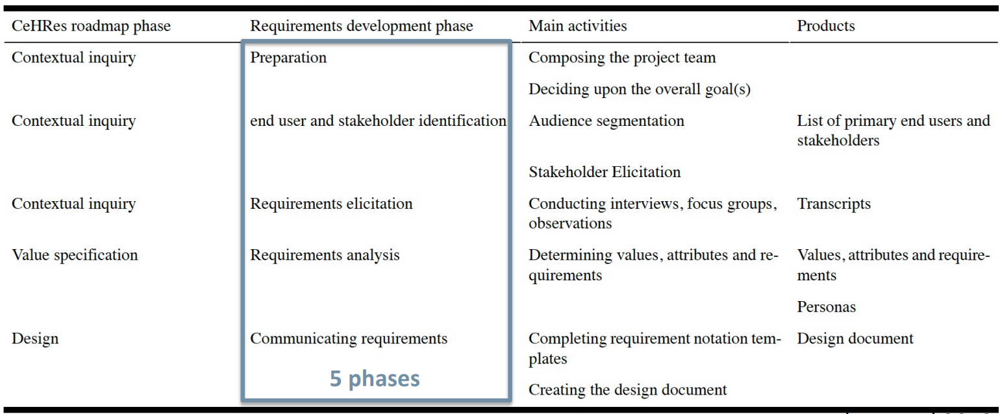 CeHRes roadmap phase Requirements development phase Main activities Products
Contextual inquiry Preparation Composing the project team
Deciding upon the overall goal(s)
Contextual inquiry end user and stakeholder identification Audience segmentation List of primary end users and
stakeholders
Stakeholder Elicitation
Contextual inquiry Requirements elicitation Conducting interviews, focus groups, Transcripts
observations
Value specification Requirements analysis Determining values, attributes and re- Values, attributes and require-
quirements ments
Personas
Design Communicating requirements Completing requirement notation tem- Design document
plates
5 phases
Creating the design document